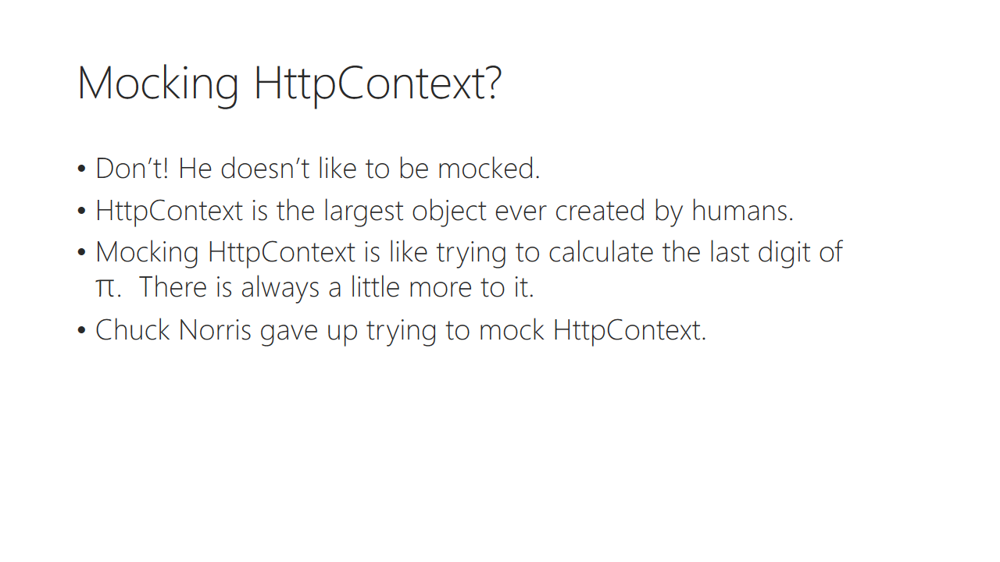 Mocking HttpContext?
• Don’t! He doesn’t like to be mocked.
• HttpContext is the largest object ever created by humans.
• Mocking HttpContext is like trying to calculate the last digit of
π.  There is always a little more to it.
• Chuck Norris gave up trying to mock HttpContext.